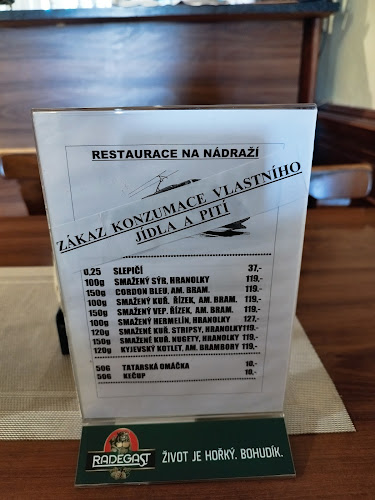 RESTAURACE NA NÁDRAŽÍ
ZÁKAZ KONZUMACE VLASTNÍHO
JÍDLA A PITÍ
0,25 SLEPIČÍ 37,-
100g SMAŽENÝ SÝR, HRANOLKY 119,-
150g CORDON BLEU, AM. BRAM. 119,-
100g SMAŽENÝ KUŘ. ŘÍZEK, AM. BRAM. 119,-
150g SMAŽENÝ VEP. ŘÍZEK, AM. BRAM. 119,-
100g SMAŽENÝ HERMELÍN, HRANOLKY 127,-
120g SMAŽENÉ KUŘ. STRIPSY, HRANOLKY 119,-
150g SMAŽENÉ KUŘ. NUGETY, HRANOLKY 119,-
120g KYJEVSKÝ KOTLET, AM. BRAMBORY 119,-
50G TATARSKÁ OMÁČKA 10,-
50G KEČUP 10,-
RADEGAST ŽIVOT JE HOŘKÝ. BOHUDÍK.